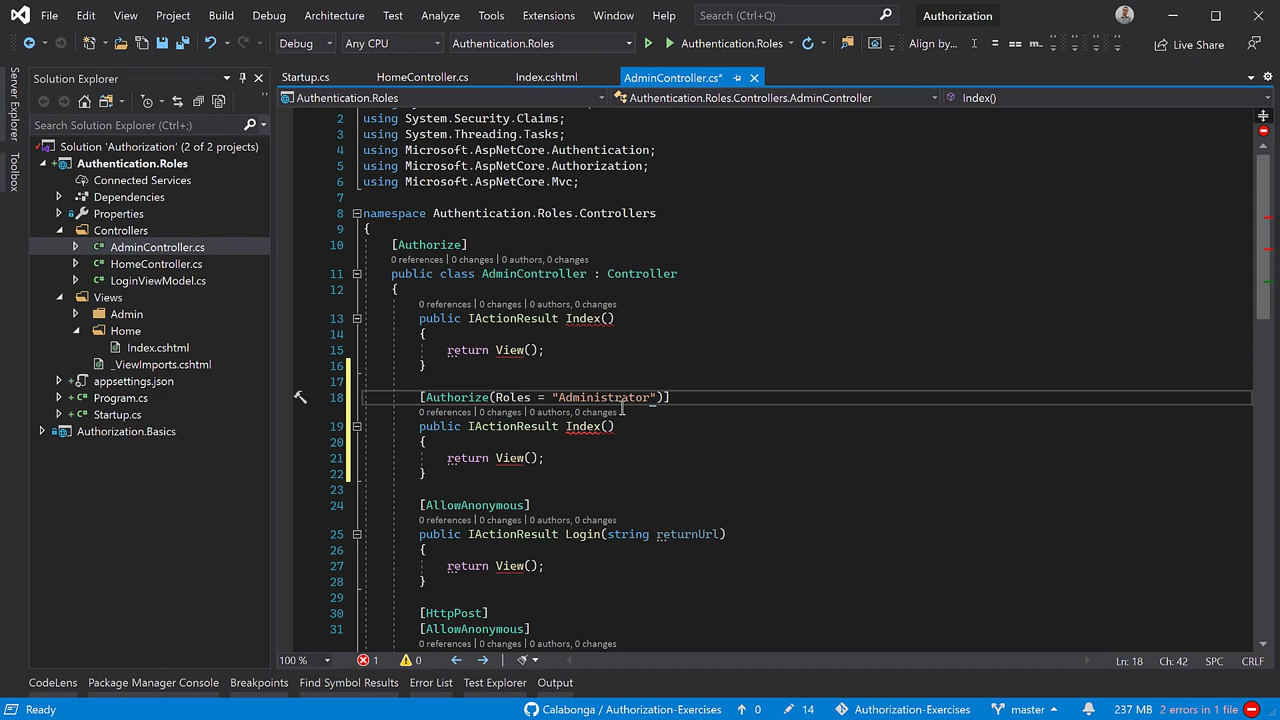 File Edit View Project Build Debug Architecture Test Analyze Tools Extensions Window Help Search (Ctrl+Q) Authorization
Debug Any CPU Authentication.Roles Authentication.Roles Align by... Live Share
Server Explorer
Toolbox
Solution Explorer
Search Solution Explorer (Ctrl+;)
Solution 'Authorization' (2 of 2 projects)
Authentication.Roles
Connected Services
Dependencies
Properties
Controllers
AdminController.cs
HomeController.cs
LoginViewModel.cs
Views
Admin
Home
Index.cshtml
_ViewImports.cshtml
appsettings.json
Program.cs
Startup.cs
Authorization.Basics
Startup.cs HomeController.cs Index.cshtml AdminController.cs*
Authentication.Roles Authentication.Roles.Controllers.AdminController Index()
2 using System.Security.Claims;
3 using System.Threading.Tasks;
4 using Microsoft.AspNetCore.Authentication;
5 using Microsoft.AspNetCore.Authorization;
6 using Microsoft.AspNetCore.Mvc;
7
8 namespace Authentication.Roles.Controllers
9 {
10 [Authorize]
0 references | 0 changes | 0 authors, 0 changes
11 public class AdminController : Controller
12 {
0 references | 0 changes | 0 authors, 0 changes
13 public IActionResult Index()
14 {
15 return View();
16 }
17
18 [Authorize(Roles = "Administrator")]
0 references | 0 changes | 0 authors, 0 changes
19 public IActionResult Index()
20 {
21 return View();
22 }
23
24 [AllowAnonymous]
0 references | 0 changes | 0 authors, 0 changes
25 public IActionResult Login(string returnUrl)
26 {
27 return View();
28 }
29
30 [HttpPost]
31 [AllowAnonymous]
0 references | 0 changes | 0 authors, 0 changes
100 % 1 0 Ln: 18 Ch: 42 SPC CRLF
CodeLens Package Manager Console Breakpoints Find Symbol Results Error List Test Explorer Output
Ready Calabonga / Authorization-Exercises 0 14 Authorization-Exercises master 237 MB 2 errors in 1 file